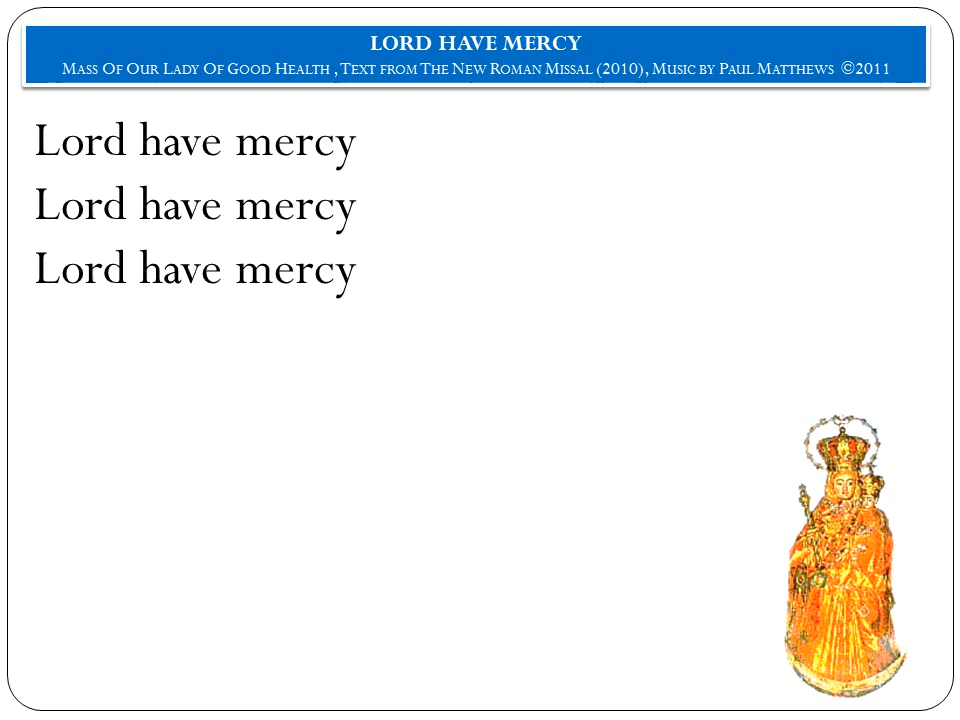 LORD HAVE MERCY
MASS OF OUR LADY OF GOOD HEALTH , TEXT FROM THE NEW ROMAN MISSAL (2010), MUSIC BY PAUL MATTHEWS ©2011
Lord have mercy
Lord have mercy
Lord have mercy